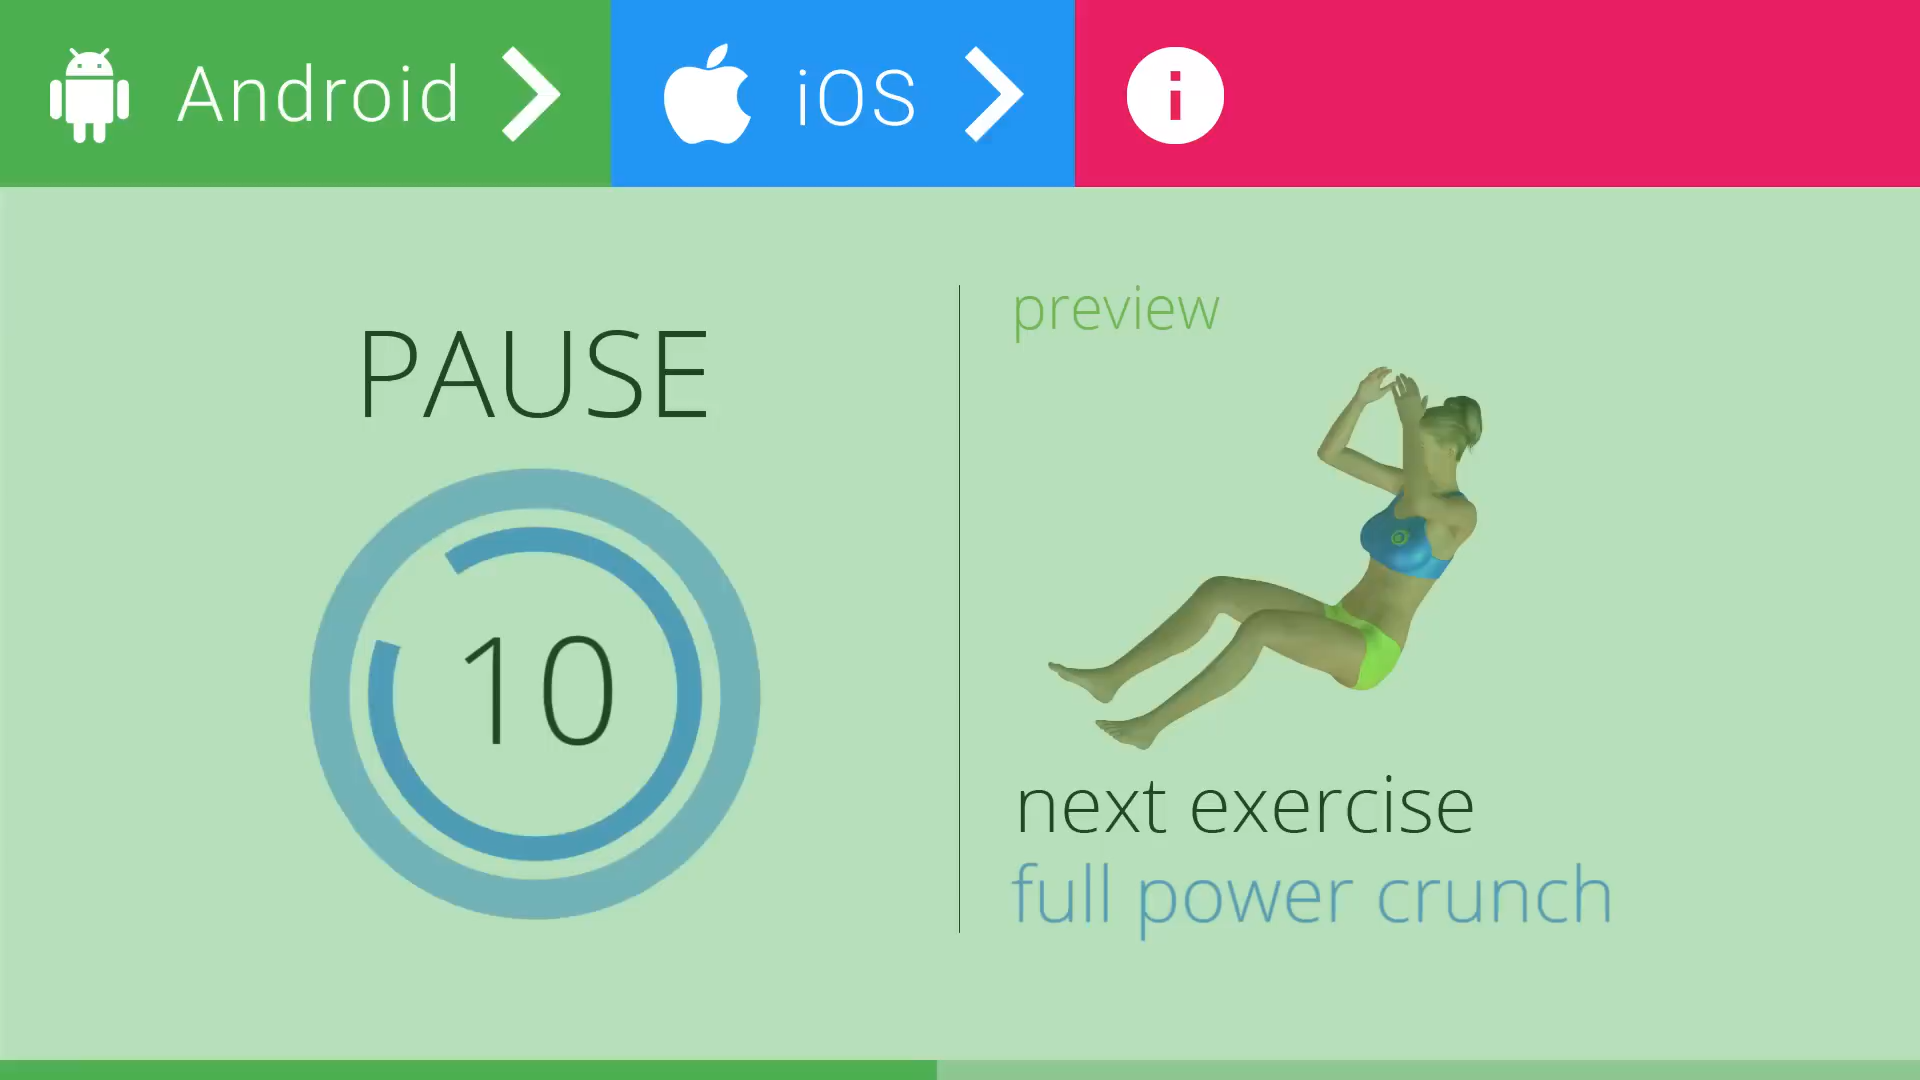 Android
iOS
i
PAUSE
10
preview
next exercise
full power crunch